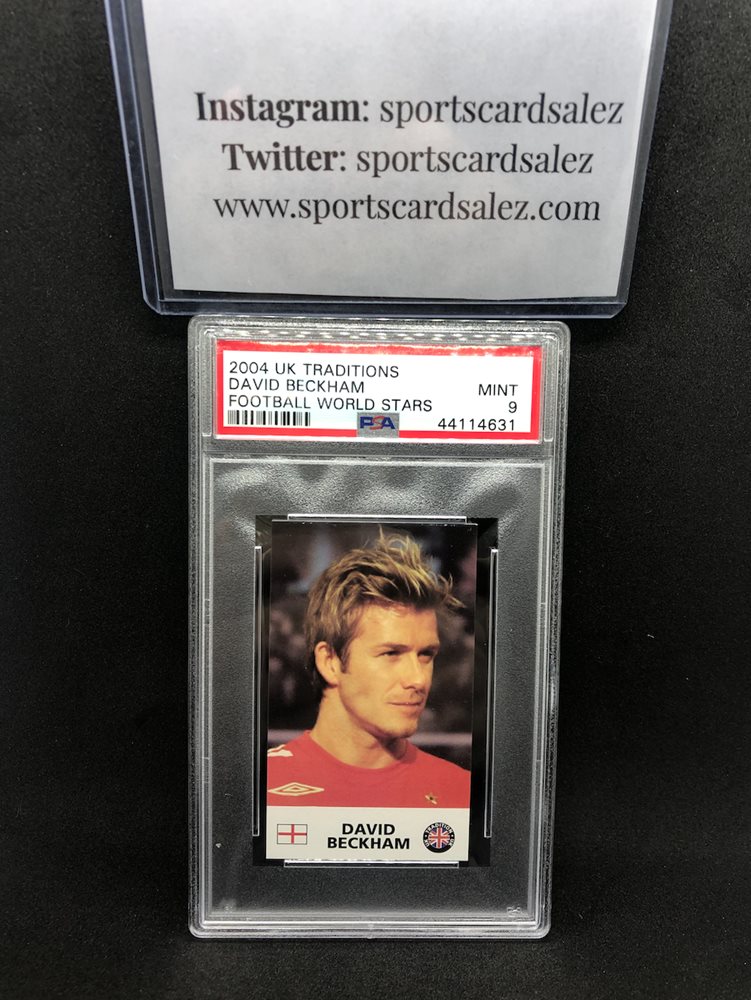 Instagram: sportscardsalez
Twitter: sportscardsalez
www.sportscardsalez.com
2004 UK TRADITIONS
DAVID BECKHAM MINT
FOOTBALL WORLD STARS 9
PSA 44114631
DAVID
BECKHAM